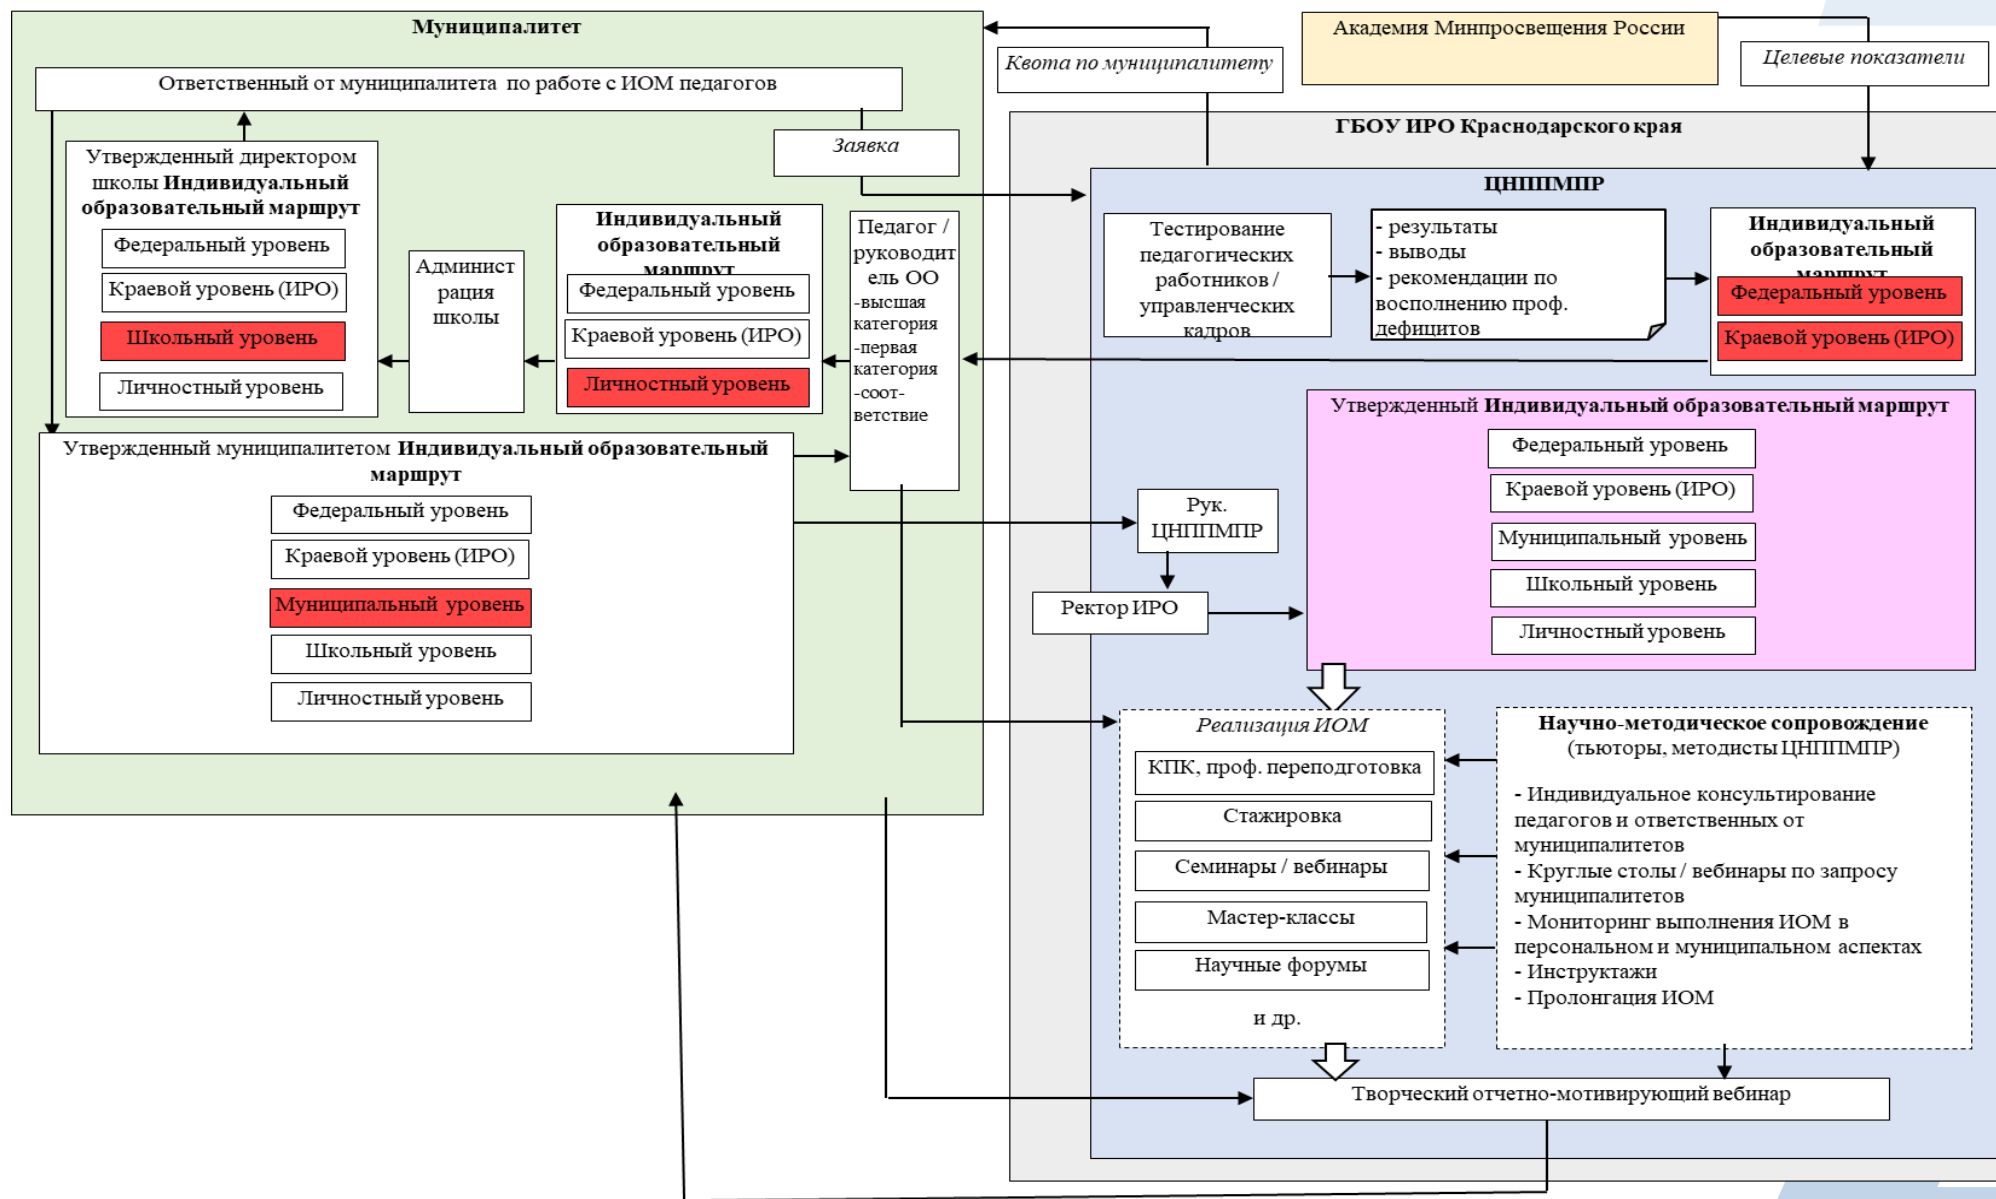 Муниципалитет
Ответственный от муниципалитета по работе с ИОМ педагогов
Заявка
Утвержденный директором
школы Индивидуальный
образовательный маршрут
Федеральный уровень
Краевой уровень (ИРО)
Школьный уровень
Личностный уровень
Админист
рация
школы
Индивидуальный
образовательный
маршрут
Федеральный уровень
Краевой уровень (ИРО)
Личностный уровень
Педагог /
руководит
ель ОО
-высшая
категория
-первая
категория
-соот-
ветствие
Утвержденный муниципалитетом Индивидуальный образовательный
маршрут
Федеральный уровень
Краевой уровень (ИРО)
Муниципальный уровень
Школьный уровень
Личностный уровень
Квота по муниципалитету
Академия Минпросвещения России
Целевые показатели
ГБОУ ИРО Краснодарского края
ЦНППМПР
Тестирование
педагогических
работников /
управленческих
кадров
- результаты
- выводы
- рекомендации по
восполнению проф.
дефицитов
Индивидуальный
образовательный
маршрут
Федеральный уровень
Краевой уровень (ИРО)
Утвержденный Индивидуальный образовательный маршрут
Федеральный уровень
Краевой уровень (ИРО)
Муниципальный уровень
Школьный уровень
Личностный уровень
Рук.
ЦНППМПР
Ректор ИРО
Реализация ИОМ
КПК, проф. переподготовка
Стажировка
Семинары / вебинары
Мастер-классы
Научные форумы
и др.
Научно-методическое сопровождение
(тьюторы, методисты ЦНППМПР)
- Индивидуальное консультирование
педагогов и ответственных от
муниципалитетов
- Круглые столы / вебинары по запросу
муниципалитетов
- Мониторинг выполнения ИОМ в
персональном и муниципальном аспектах
- Инструктажи
- Пролонгация ИОМ
Творческий отчетно-мотивирующий вебинар